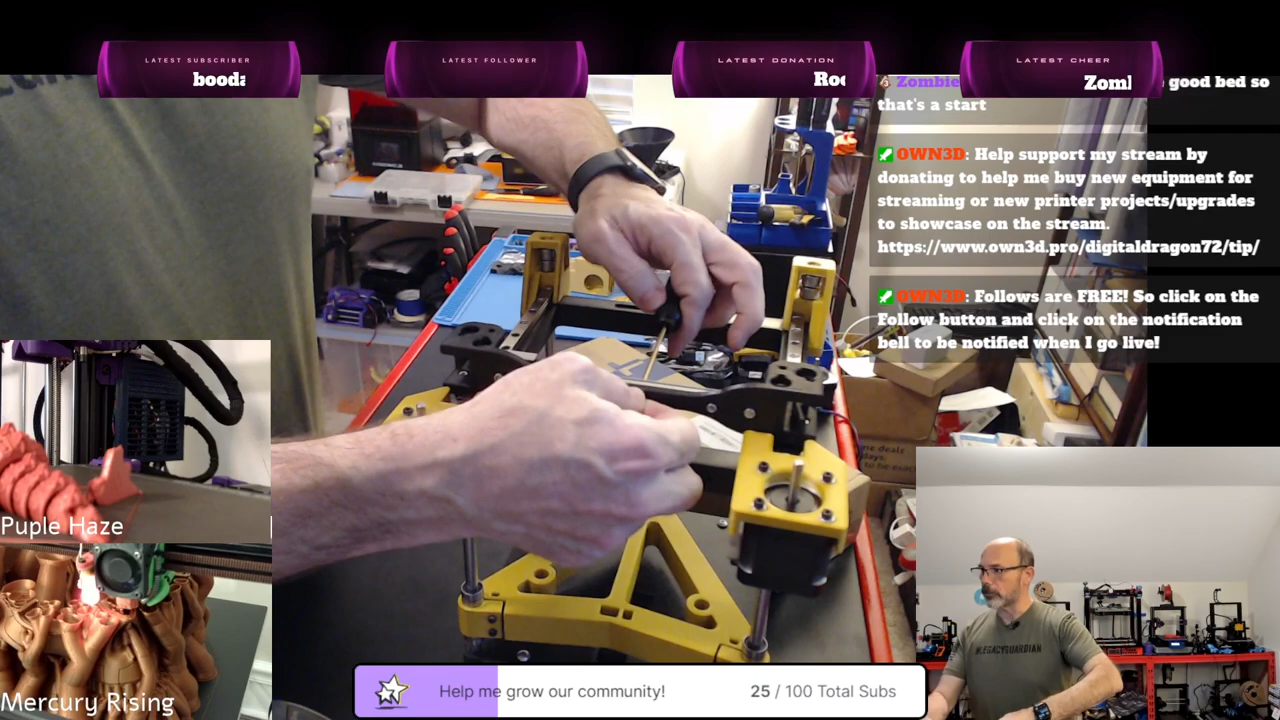 LATEST SUBSCRIBER
LATEST FOLLOWER
LATEST DONATION
LATEST CHEER
Zombie
good bed so
that's a start
OWN3D: Help support my stream by
donating to help me buy new equipment for
streaming or new printer projects/upgrades
to showcase on the stream.
https://www.own3d.pro/digitaldragon72/tip/
OWN3D: Follows are FREE! So click on the
Follow button and click on the notification
bell to be notified when I go live!
Puple Haze
Mercury Rising
#LEGACYGUARDIAN
Help me grow our community!
25 / 100 Total Subs